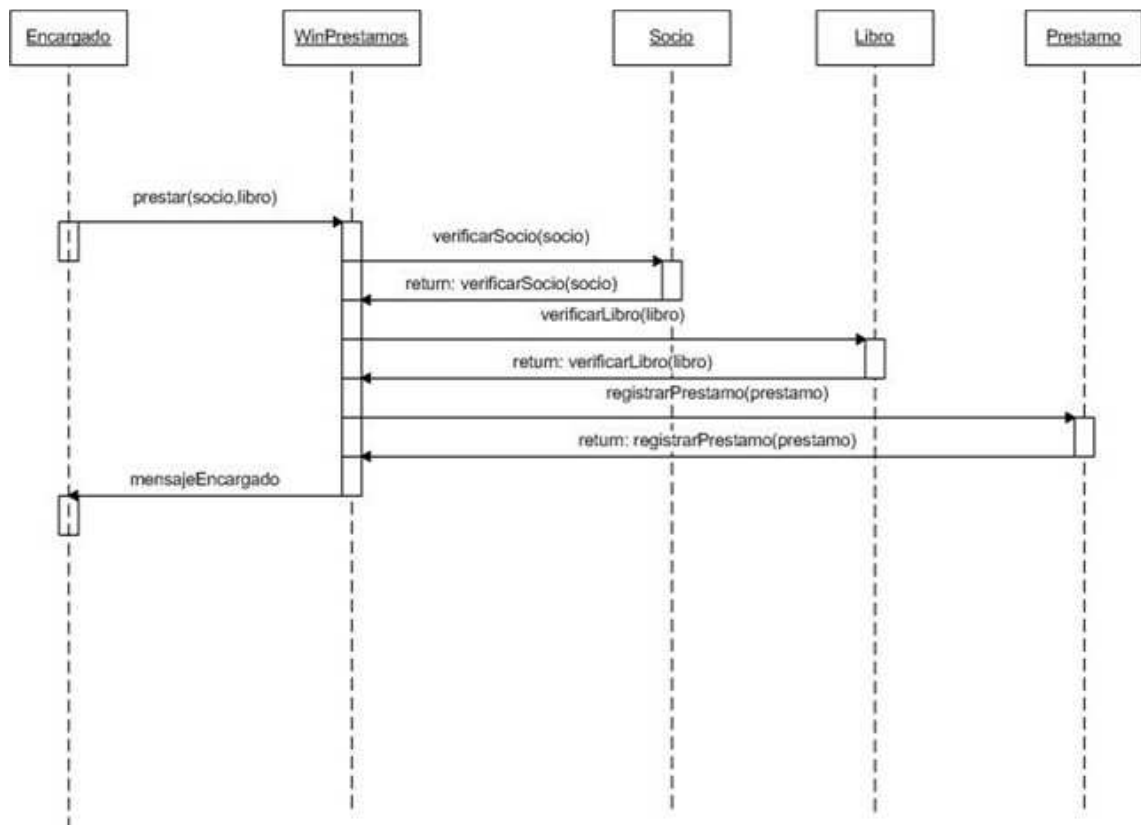 Encargado
WinPrestamos
Socio
Libro
Prestamo
prestar(socio,libro)
verificarSocio(socio)
return: verificarSocio(socio)
verificarLibro(libro)
return: verificarLibro(libro)
registrarPrestamo(prestamo)
return: registrarPrestamo(prestamo)
mensajeEncargado